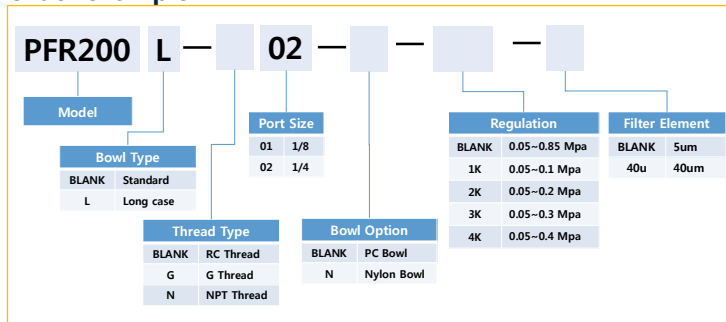 PFR200 L — 02 — — —
Model
Bowl Type
BLANK Standard
L Long case
Thread Type
BLANK RC Thread
G G Thread
N NPT Thread
Port Size
01 1/8
02 1/4
Bowl Option
BLANK PC Bowl
N Nylon Bowl
Regulation
BLANK 0.05~0.85 Mpa
1K 0.05~0.1 Mpa
2K 0.05~0.2 Mpa
3K 0.05~0.3 Mpa
4K 0.05~0.4 Mpa
Filter Element
BLANK 5um
40u 40um